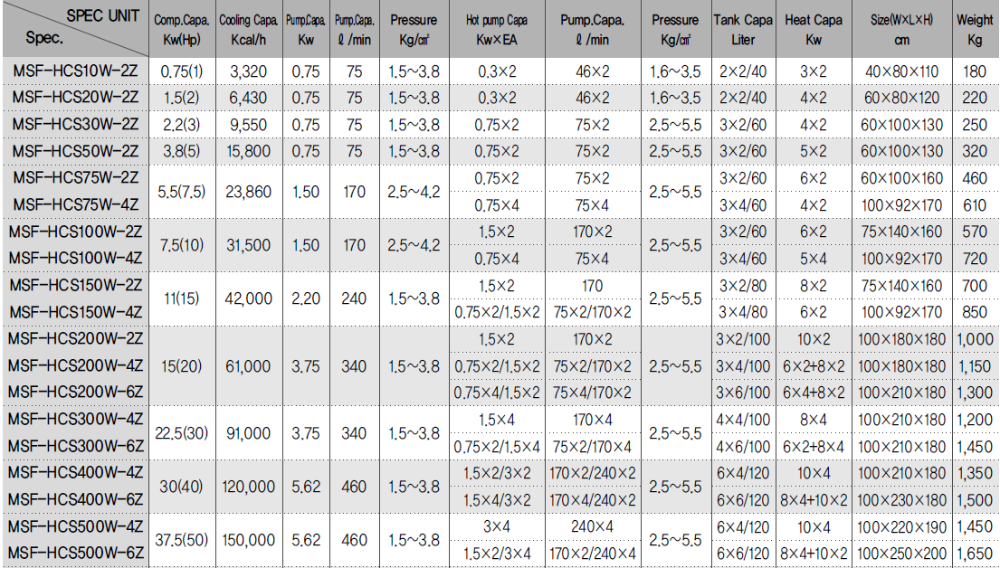 SPEC UNIT Comp.Capa. Cooling Capa. Pump.Capa. Pump.Capa. Pressure Hot pump Capa Pump.Capa. Pressure Tank Capa Heat Capa Size(W×L×H) Weight
Spec. Kw(Hp) Kcal/h Kw ℓ /min Kg/㎠ Kw×EA ℓ /min Kg/㎠ Liter Kw cm Kg
MSF-HCS10W-2Z 0.75(1) 3,320 0.75 75 1.5~3.8 0.3×2 46×2 1.6~3.5 2×2/40 3×2 40×80×110 180
MSF-HCS20W-2Z 1.5(2) 6,430 0.75 75 1.5~3.8 0.3×2 46×2 1.6~3.5 2×2/40 4×2 60×80×120 220
MSF-HCS30W-2Z 2.2(3) 9,550 0.75 75 1.5~3.8 0.75×2 75×2 2.5~5.5 3×2/60 4×2 60×100×130 250
MSF-HCS50W-2Z 3.8(5) 15,800 0.75 75 1.5~3.8 0.75×2 75×2 2.5~5.5 3×2/60 5×2 60×100×130 320
MSF-HCS75W-2Z 0.75×2 75×2 3×2/60 6×2 60×100×160 460
5.5(7.5) 23,860 1.50 170 2.5~4.2 2.5~5.5
MSF-HCS75W-4Z 0.75×4 75×4 3×4/60 4×2 100×92×170 610
MSF-HCS100W-2Z 1.5×2 170×2 3×2/60 6×2 75×140×160 570
7.5(10) 31,500 1.50 170 2.5~4.2 2.5~5.5
MSF-HCS100W-4Z 0.75×4 75×4 3×4/60 5×4 100×92×170 720
MSF-HCS150W-2Z 1.5×2 170 3×2/80 8×2 75×140×160 700
11(15) 42,000 2.20 240 1.5~3.8 2.5~5.5
MSF-HCS150W-4Z 0.75×2/1.5×2 75×2/170×2 3×4/80 6×2 100×92×170 850
MSF-HCS200W-2Z 1.5×2 170×2 3×2/100 10×2 100×180×180 1,000
MSF-HCS200W-4Z 15(20) 61,000 3.75 340 1.5~3.8 0.75×2/1.5×2 75×2/170×2 2.5~5.5 3×4/100 6×2+8×2 100×180×180 1,150
MSF-HCS200W-6Z 0.75×4/1.5×2 75×4/170×2 3×6/100 6×4+8×2 100×210×180 1,300
MSF-HCS300W-4Z 1.5×4 170×4 4×4/100 8×4 100×210×180 1,200
22.5(30) 91,000 3.75 340 1.5~3.8 2.5~5.5
MSF-HCS300W-6Z 0.75×2/1.5×4 75×2/170×4 4×6/100 6×2+8×4 100×210×180 1,450
MSF-HCS400W-4Z 1.5×2/3×2 170×2/240×2 6×4/120 10×4 100×210×180 1,350
30(40) 120,000 5.62 460 1.5~3.8 2.5~5.5
MSF-HCS400W-6Z 1.5×4/3×2 170×4/240×2 6×6/120 8×4+10×2 100×230×180 1,500
MSF-HCS500W-4Z 3×4 240×4 6×4/120 10×4 100×220×190 1,450
37.5(50) 150,000 5.62 460 1.5~3.8 2.5~5.5
MSF-HCS500W-6Z 1.5×2/3×4 170×2/240×4 6×6/120 8×4+10×2 100×250×200 1,650